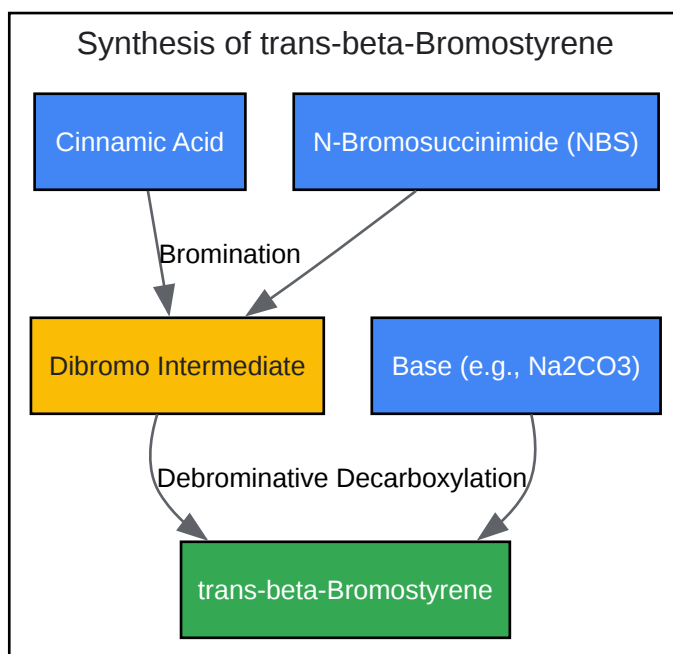 Synthesis of trans-beta-Bromostyrene
Cinnamic Acid
N-Bromosuccinimide (NBS)
Bromination
Dibromo Intermediate
Base (e.g., Na2CO3)
Debrominative Decarboxylation
trans-beta-Bromostyrene